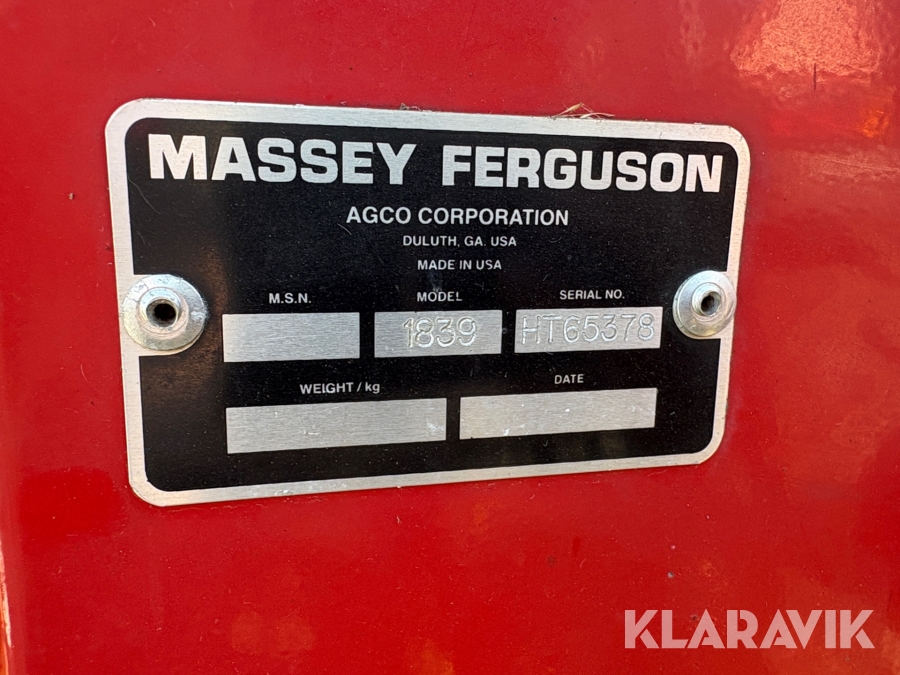 MASSEY FERGUSON
AGCO CORPORATION
DULUTH, GA. USA
MADE IN USA
M.S.N. MODEL SERIAL NO.
1839 HT65378
WEIGHT / kg DATE
KLARAVIK